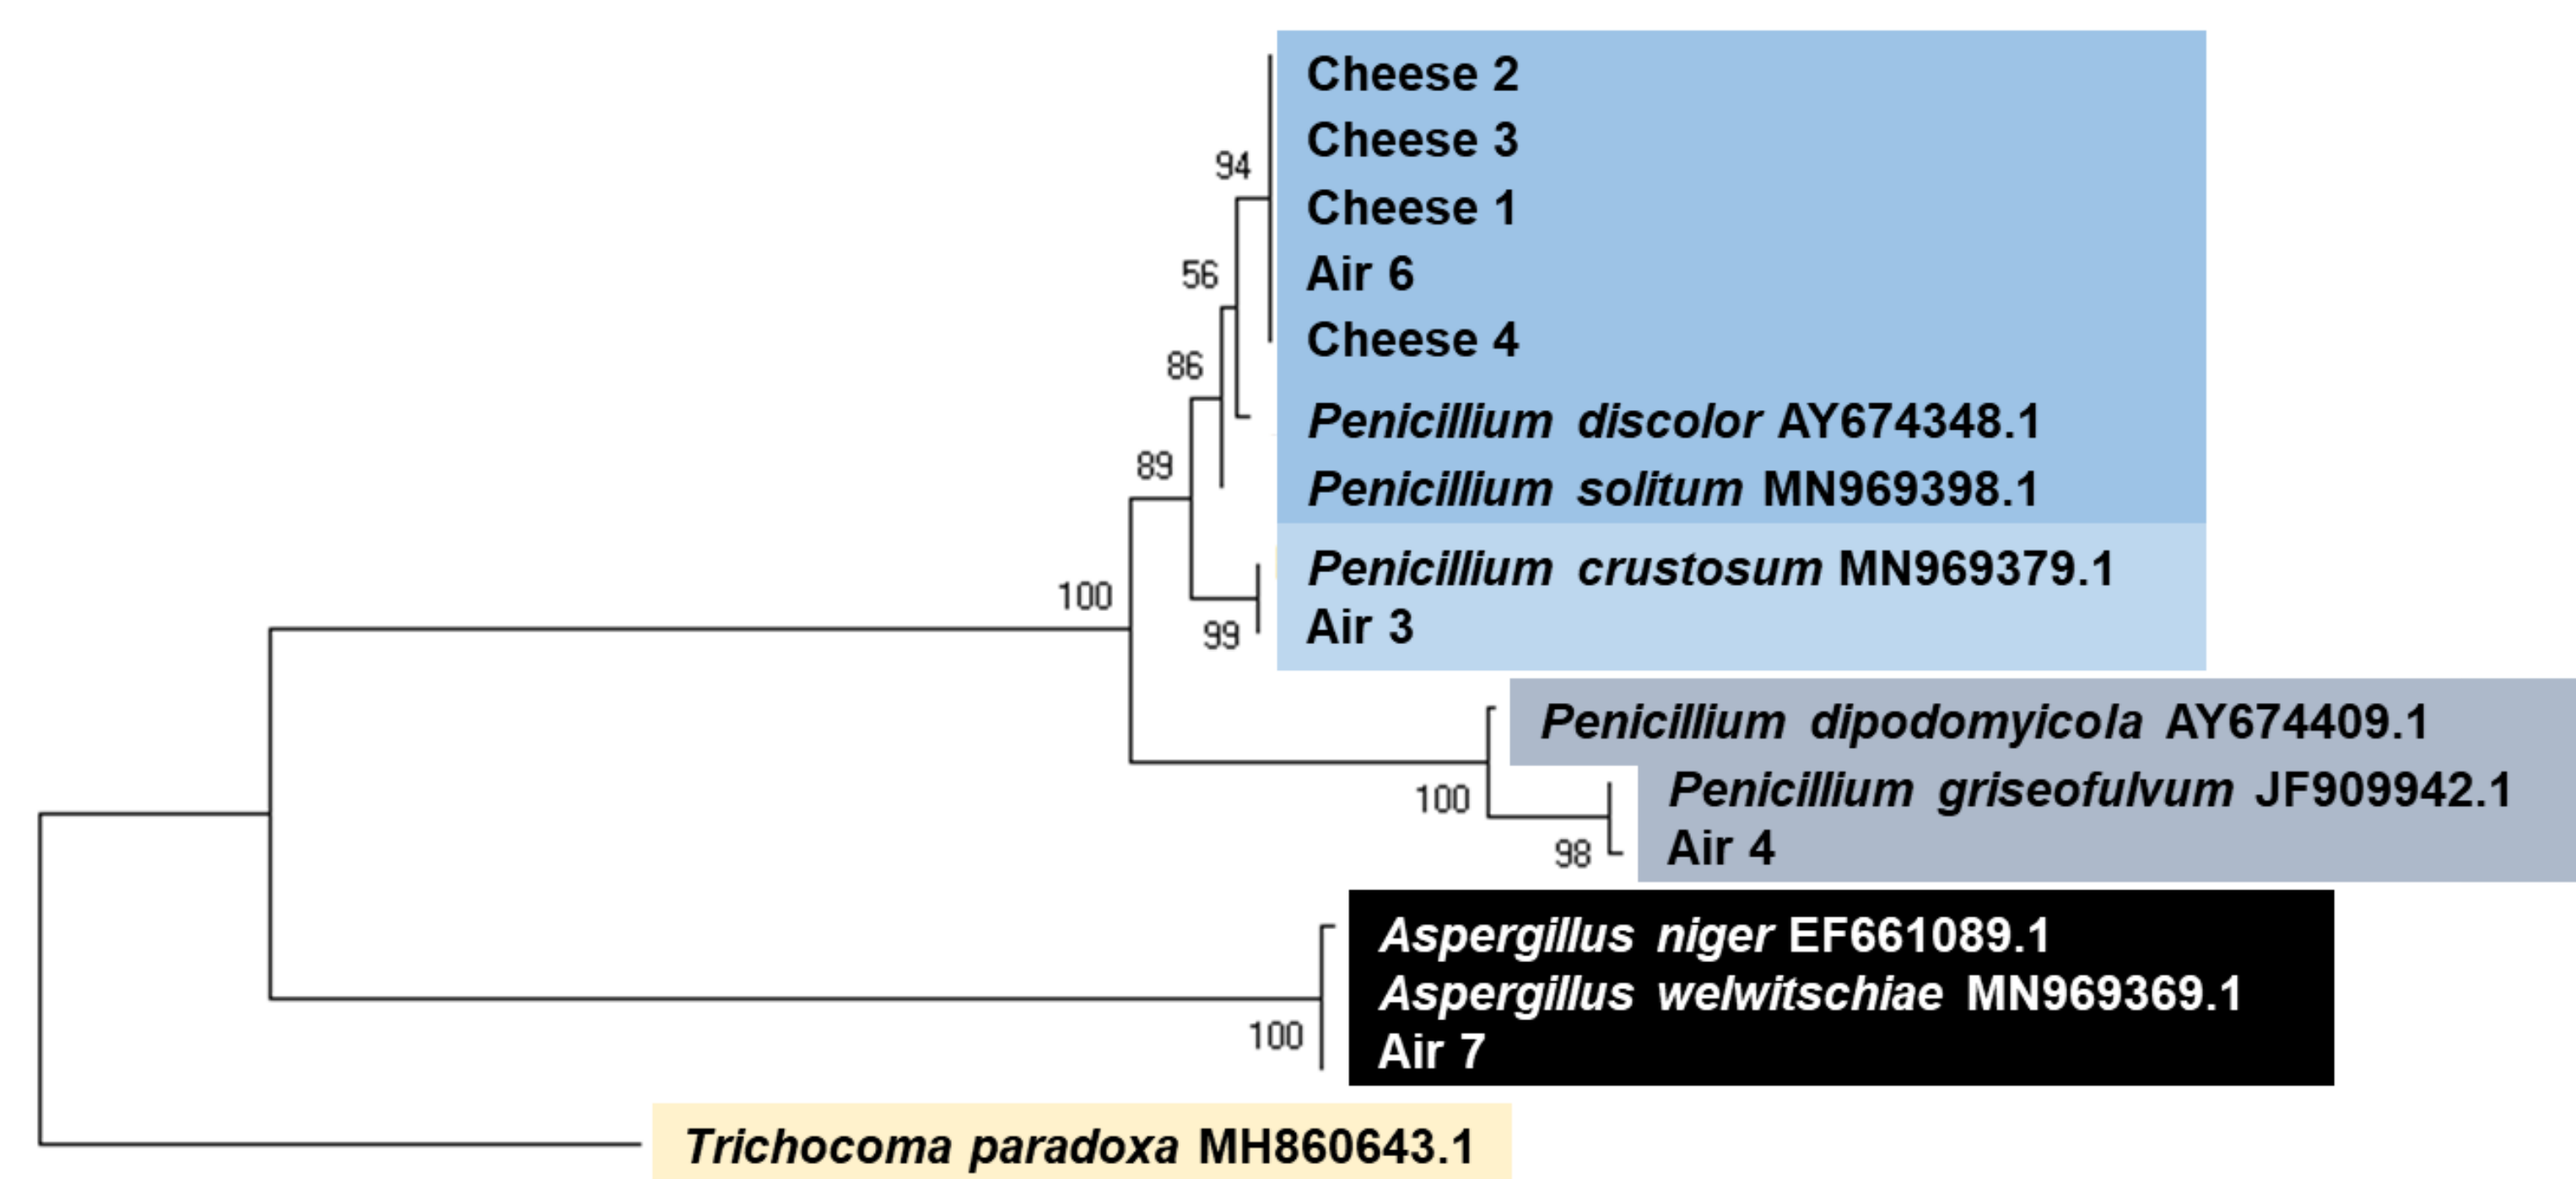 Cheese 2
Cheese 3
94
Cheese 1
Air 6
56
Cheese 4
86
Penicillium discolor AY674348.1
89
Penicillium solitum MN969398.1
Penicillium crustosum MN969379.1
100
Air 3
99
Penicillium dipodomyicola AY674409.1
Penicillium griseofulvum JF909942.1
100
Air 4
98
Aspergillus niger EF661089.1
Aspergillus welwitschiae MN969369.1
100
Air 7
Trichocoma paradoxa MH860643.1